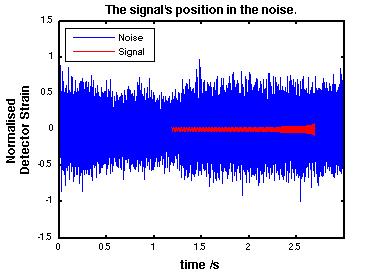 The signal's position in the noise.
1.5
Noise
Signal
1
0.5
0
-0.5
-1
-1.5
Normalised
Detector Strain
0 0.5 1 1.5 2 2.5
time /s